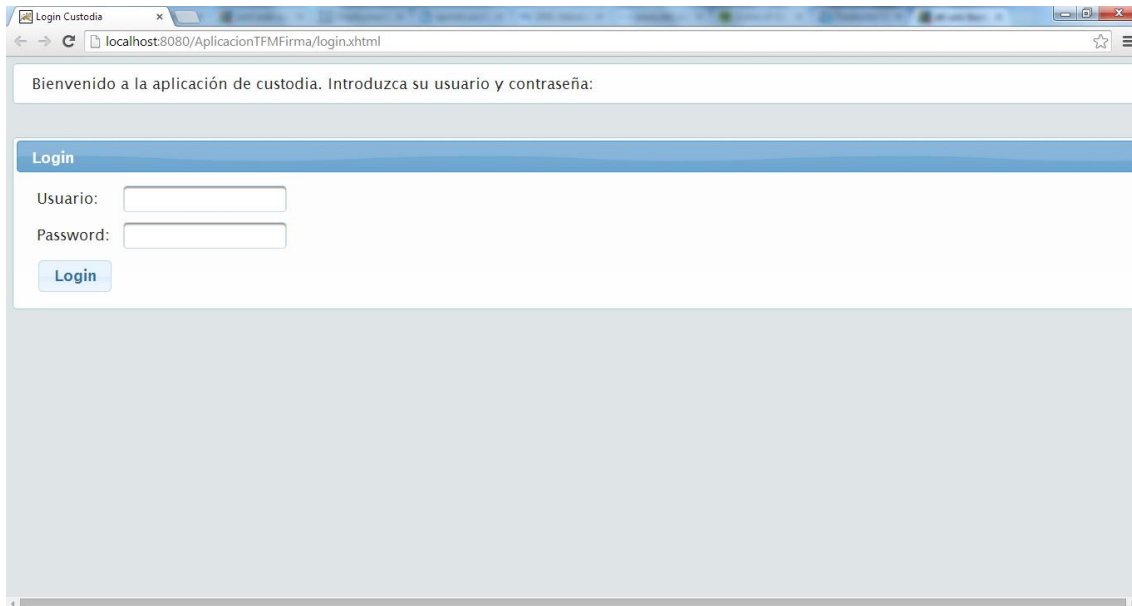 Login Custodia
localhost:8080/AplicacionTFMFirma/login.xhtml
Bienvenido a la aplicación de custodia. Introduzca su usuario y contraseña:
Login
Usuario:
Password:
Login